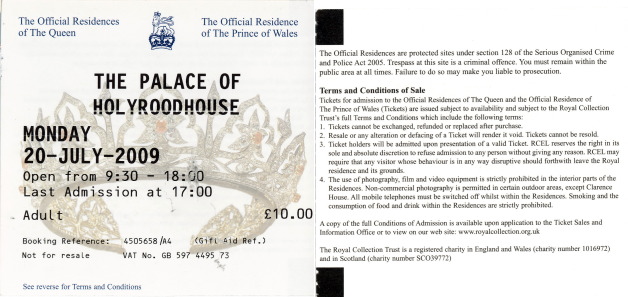 The Official Residences
of The Queen
The Official Residence
of The Prince of Wales
THE PALACE OF
HOLYROODHOUSE
MONDAY
20-JULY-2009
Open from 9:30 - 18:00
Last Admission at 17:00
Adult £10.00
Booking Reference: 4505658/A4 (Gift Aid Ref.)
Not for resale VAT No. GB 597 4495 73
See reverse for Terms and Conditions
The Official Residences are protected sites under section 128 of the Serious Organised Crime
and Police Act 2005. Trespass at this site is a criminal offence. You must remain within the
public area at all times. Failure to do so may make you liable to prosecution.
Terms and Conditions of Sale
Tickets for admission to the Official Residences of The Queen and the Official Residence of
The Prince of Wales (Tickets) are issued subject to availability and subject to the Royal Collection
Trust's full Terms and Conditions which include the following terms:
1. Tickets cannot be exchanged, refunded or replaced after purchase.
2. Resale or any alteration or defacing of a Ticket will render it void. Tickets cannot be resold.
3. Ticket holders will be admitted upon presentation of a valid Ticket. RCEL reserves the right in its
sole and absolute discretion to refuse admission to any person without giving any reason. RCEL may
require that any visitor whose behaviour is in any way disruptive should forthwith leave the Royal
residence and its grounds.
4. The use of photography, film and video equipment is strictly prohibited in the interior parts of the
Residences. Non-commercial photography is permitted in certain outdoor areas, except Clarence
House. All mobile telephones must be switched off whilst within the Residences. Smoking and the
consumption of food and drink within the Residences are strictly prohibited.
A copy of the full Conditions of Admission is available upon application to the Ticket Sales and
Information Office or to view on our web site: www.royalcollection.org.uk
The Royal Collection Trust is a registered charity in England and Wales (charity number 1016972)
and in Scotland (charity number SCO39772)